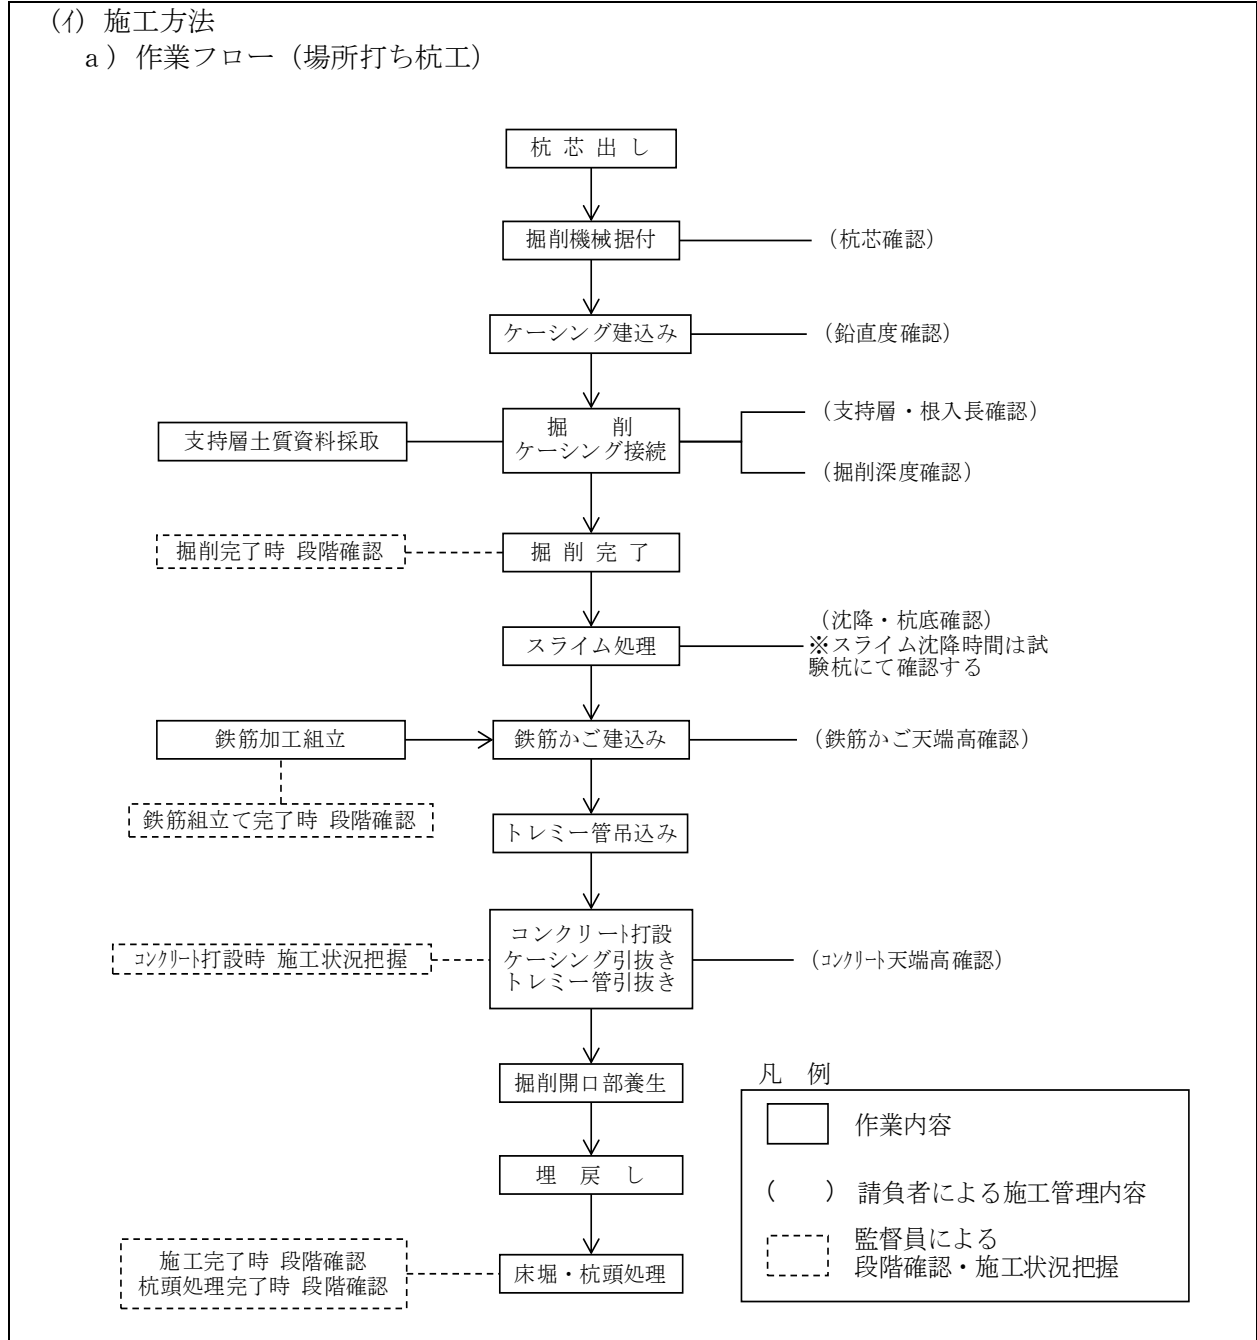 (ｲ) 施工方法
a）作業フロー（場所打ち杭工）
杭 芯 出 し
掘削機械据付
（杭芯確認）
ケーシング建込み
（鉛直度確認）
支持層土質資料採取
掘　削
ケーシング接続
（支持層・根入長確認）
（掘削深度確認）
掘削完了時 段階確認
掘 削 完 了
スライム処理
（沈降・杭底確認）
※スライム沈降時間は試
験杭にて確認する
鉄筋加工組立
鉄筋かご建込み
（鉄筋かご天端高確認）
鉄筋組立て完了時 段階確認
トレミー管吊込み
ｺﾝｸﾘｰﾄ打設時 施工状況把握
コンクリート打設
ケーシング引抜き
トレミー管引抜き
（ｺﾝｸﾘｰﾄ天端高確認）
掘削開口部養生
埋　戻　し
施工完了時 段階確認
杭頭処理完了時 段階確認
床堀・杭頭処理
凡　例
作業内容
（　　）請負者による施工管理内容
監督員による
段階確認・施工状況把握